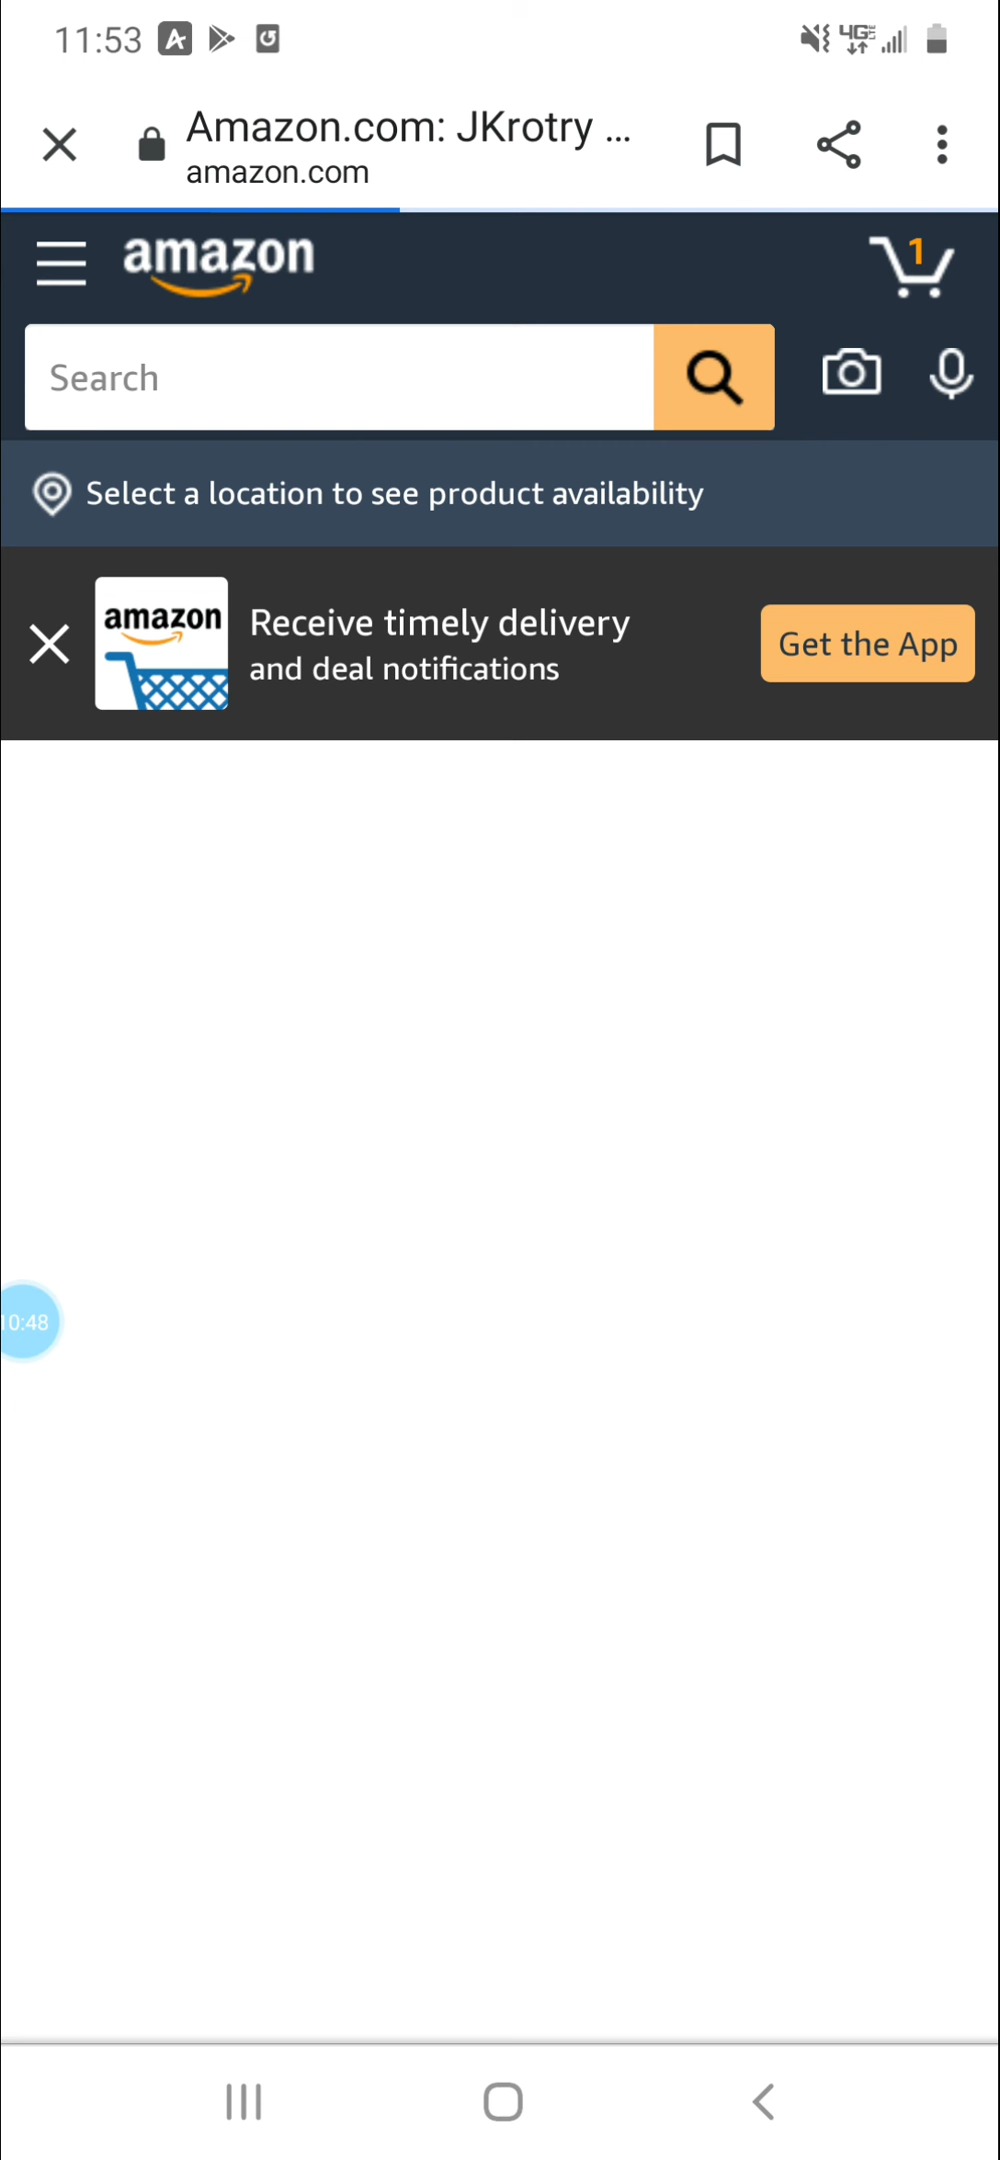 11:53
4GE
Amazon.com: JKrotry ...
amazon.com
amazon
1
Search
Select a location to see product availability
amazon
Receive timely delivery
and deal notifications
Get the App
10:48